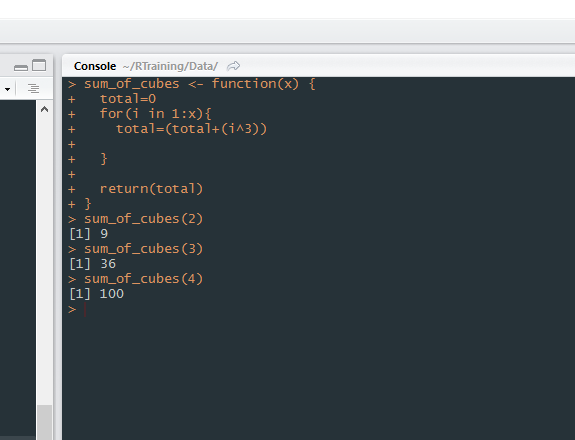 Console ~/RTraining/Data/
> sum_of_cubes <- function(x) {
+   total=0
+   for(i in 1:x){
+     total=(total+(i^3))
+
+   }
+
+   return(total)
+ }
> sum_of_cubes(2)
[1] 9
> sum_of_cubes(3)
[1] 36
> sum_of_cubes(4)
[1] 100
>